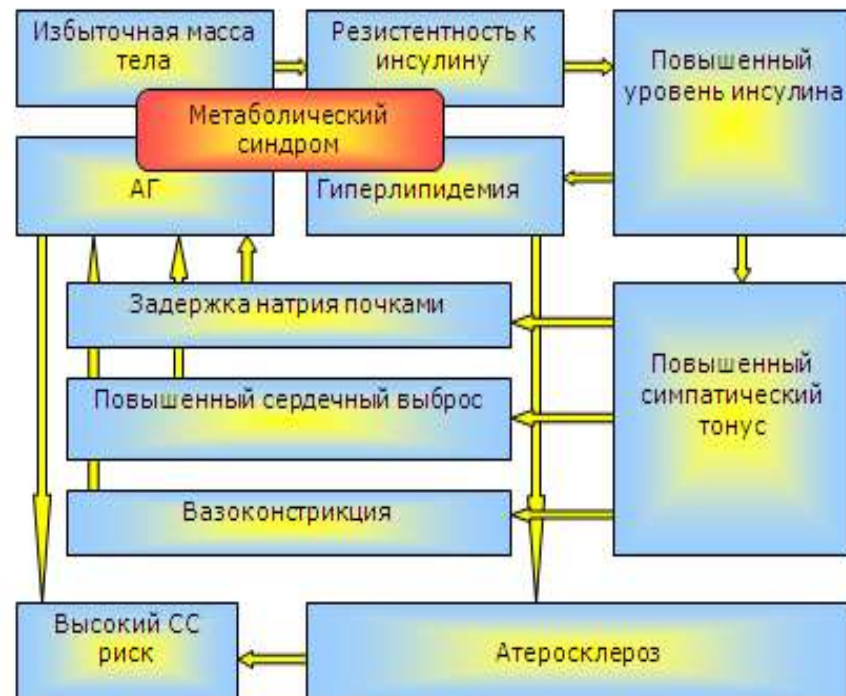 Избыточная масса
тела
Резистентность к
инсулину
Повышенный
уровень инсулина
Метаболический
синдром
АГ
Гиперлипидемия
Задержка натрия почками
Повышенный сердечный выброс
Вазоконстрикция
Повышенный
симпатический
тонус
Высокий СС
риск
Атеросклероз